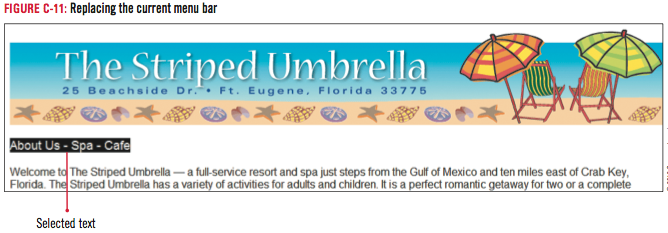 FIGURE C-11: Replacing the current menu bar
The Striped Umbrella
25 Beachside Dr. • Ft. Eugene, Florida 33775
About Us - Spa - Cafe
Welcome to The Striped Umbrella — a full-service resort and spa just steps from the Gulf of Mexico and ten miles east of Crab Key,
Florida. The Striped Umbrella has a variety of activities for adults and children. It is a perfect romantic getaway for two or a complete
Selected text